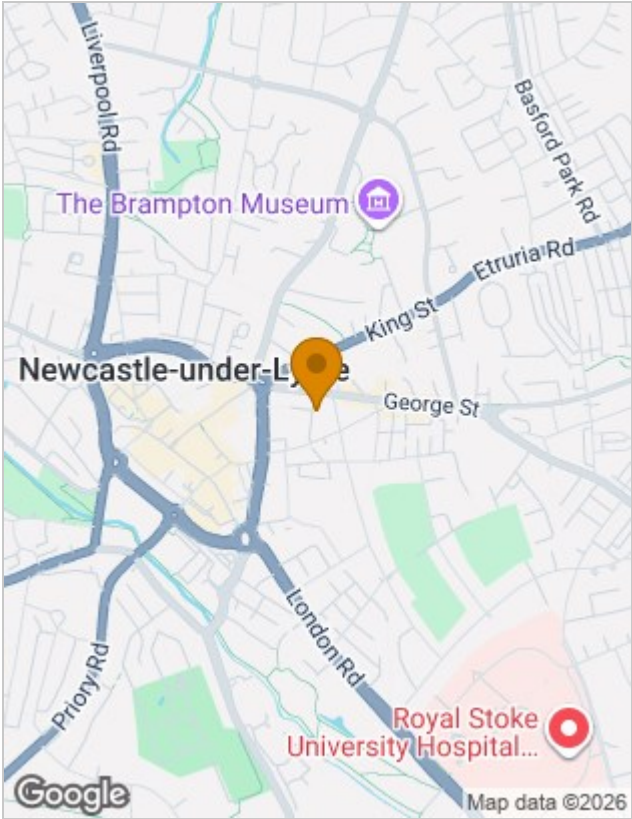 Liverpool Rd
Basford Park Rd
The Brampton Museum
Etruria Rd
King St
Newcastle-under-Ly e
George St
London Rd
Priory Rd
Royal Stoke
University Hospital...
Google
Map data ©2026